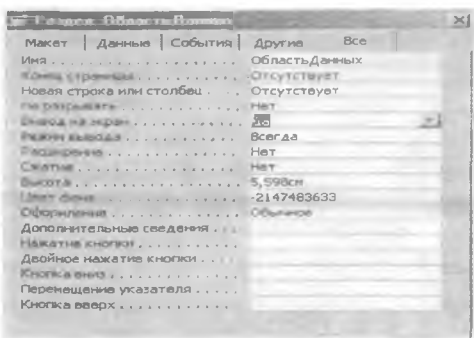 Раздел: ОбластьДанных
Макет Данные События Другие Все
Имя . . . . . . . . . . . . . . . . . . ОбластьДанных
Конец страницы . . . . . . . . . Отсутствует
Новая строка или столбец . . . Отсутствует
Не разрывать . . . . . . . . . . . Нет
Вывод на экран . . . . . . . . . . Да
Режим вывода . . . . . . . . . . . Всегда
Расширение . . . . . . . . . . . . Нет
Сжатие . . . . . . . . . . . . . . . Нет
Высота . . . . . . . . . . . . . . . 5,598см
Цвет фона . . . . . . . . . . . . . -2147483633
Оформление . . . . . . . . . . . . Обычное
Дополнительные сведения . . .
Нажатие кнопки . . . . . . . . . .
Двойное нажатие кнопки . . . .
Кнопка вниз . . . . . . . . . . . .
Перемещение указателя . . . . .
Кнопка вверх . . . . . . . . . . . .